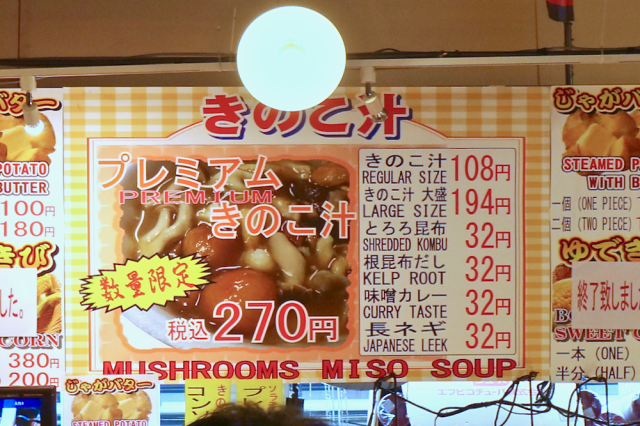 きのこ汁
プレミアム
PREMIUM
きのこ汁
数量限定
税込270円
きのこ汁 108円
REGULAR SIZE
きのこ汁 大盛 194円
LARGE SIZE
とろろ昆布 32円
SHREDDED KOMBU
根昆布だし 32円
KELP ROOT
味噌カレー 32円
CURRY TASTE
長ネギ 32円
JAPANESE LEEK
MUSHROOMS MISO SOUP
バター
POTATO
BUTTER
100円
180円
きび
した。
CORN
380円
200円
じゃがバター
STEAMED POTATO
じゃがバタ
STEAMED
WITH B
一個 (ONE PIECE)
二個 (TWO PIECE)
ゆでき
終了致しま
SWEET
一本 (ONE)
半分 (HALF)